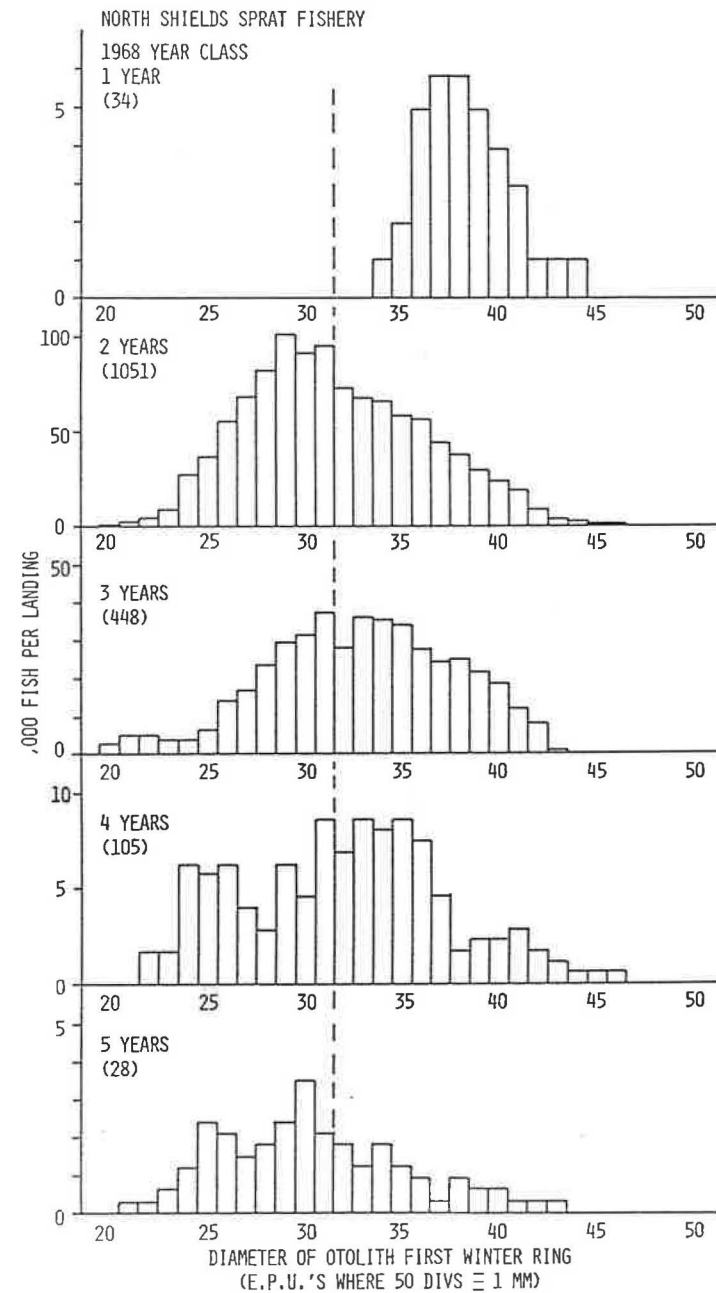 NORTH SHIELDS SPRAT FISHERY
1968 YEAR CLASS
1 YEAR
(34)
5
0
20 25 30 35 40 45 50
100
2 YEARS
(1051)
50
0
20 25 30 35 40 45 50
50
3 YEARS
(448)
0
20 25 30 35 40 45 50
,000 FISH PER LANDING
10
4 YEARS
(105)
5
0
20 25 30 35 40 45 50
5
5 YEARS
(28)
0
20 25 30 35 40 45 50
DIAMETER OF OTOLITH FIRST WINTER RING
(E.P.U.'S WHERE 50 DIVS ≡ 1 MM)